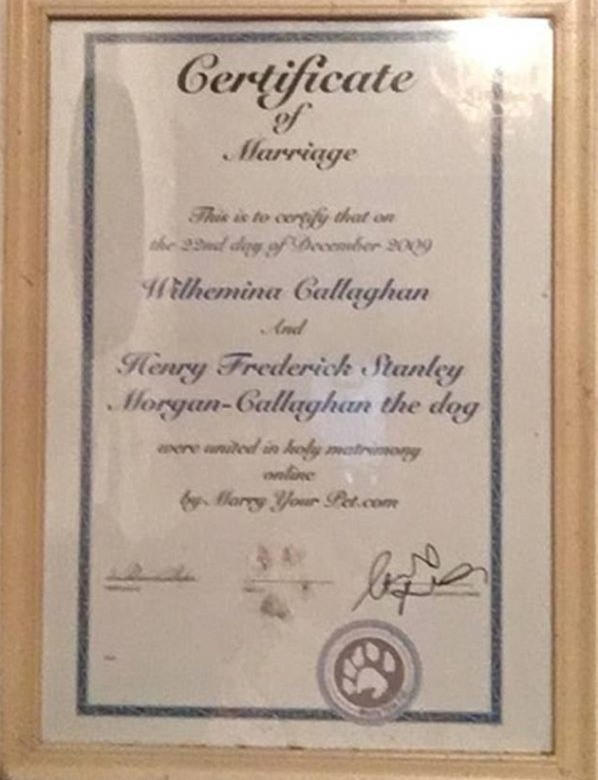 Certificate
of
Marriage
This is to certify that on
the 22nd day of December 2009
Wilhemina Callaghan
And
Henry Frederick Stanley
Morgan-Callaghan the dog
were united in holy matrimony
online
by Marry Your Pet.com